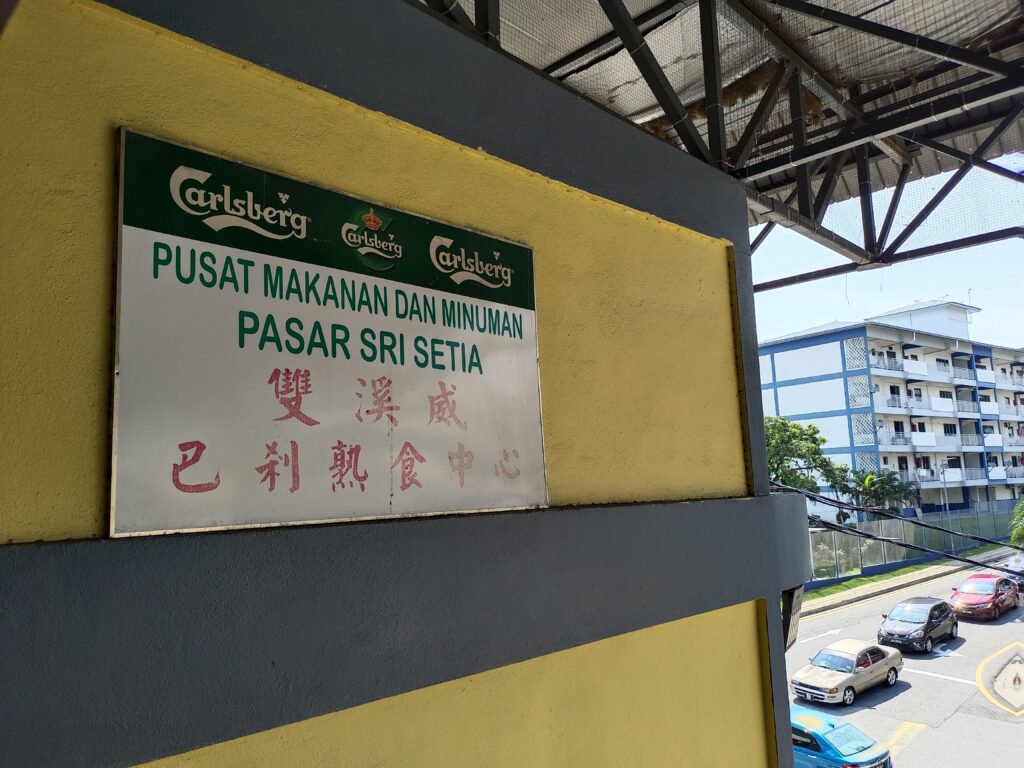 Carlsberg Carlsberg Carlsberg
PUSAT MAKANAN DAN MINUMAN
PASAR SRI SETIA
雙溪威
巴刹熟食中心